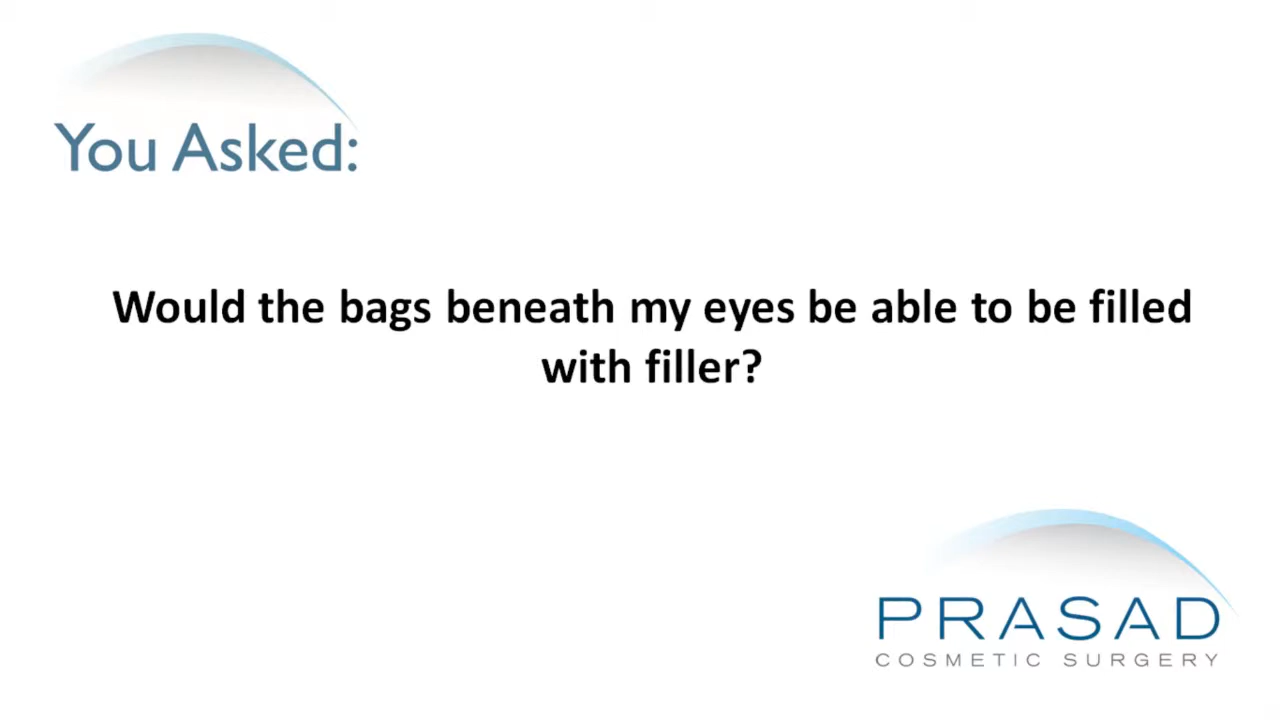 You Asked:
Would the bags beneath my eyes be able to be filled
with filler?
PRASAD
COSMETIC SURGERY